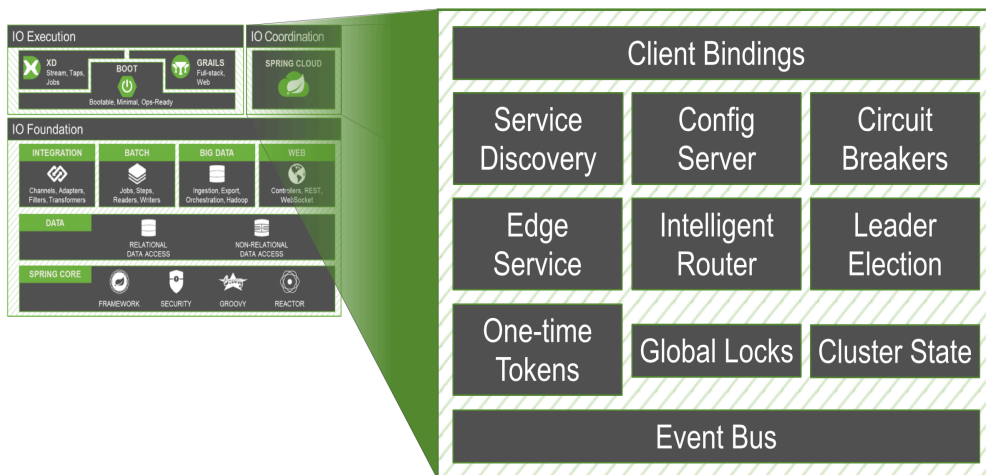 IO Execution
IO Coordination
XD
Stream, Taps,
Jobs
BOOT
GRAILS
Full-stack,
Web
Bootable, Minimal, Ops-Ready
SPRING CLOUD
IO Foundation
INTEGRATION
Channels, Adapters,
Filters, Transformers
BATCH
Jobs, Steps,
Readers, Writers
BIG DATA
Ingestion, Export,
Orchestration, Hadoop
WEB
Controllers, REST,
WebSocket
DATA
RELATIONAL
DATA ACCESS
NON-RELATIONAL
DATA ACCESS
SPRING CORE
FRAMEWORK
SECURITY
GROOVY
REACTOR
Client Bindings
Service
Discovery
Config
Server
Circuit
Breakers
Edge
Service
Intelligent
Router
Leader
Election
One-time
Tokens
Global Locks
Cluster State
Event Bus